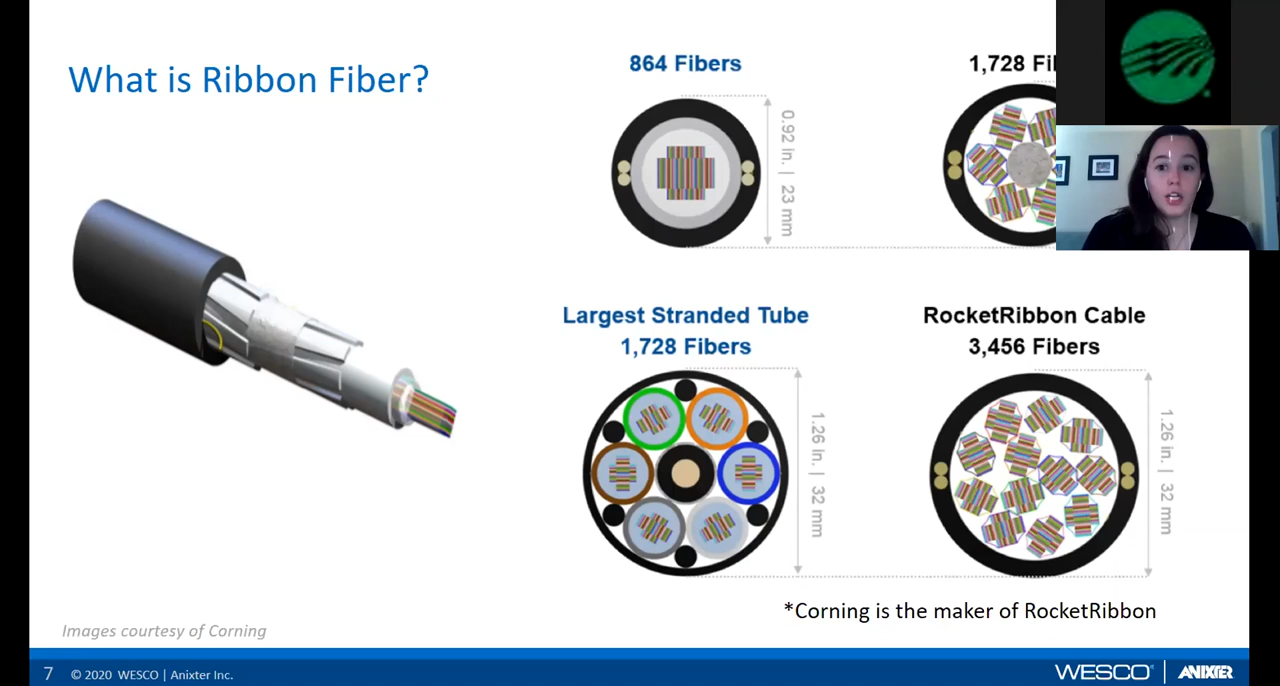 What is Ribbon Fiber?
864 Fibers
0.92 in. | 23 mm
1,728
Largest Stranded Tube
1,728 Fibers
1.26 in. | 32 mm
RocketRibbon Cable
3,456 Fibers
1.26 in. | 32 mm
*Corning is the maker of RocketRibbon
Images courtesy of Corning
7 © 2020 WESCO | Anixter Inc.
WESCO | ANIXTER